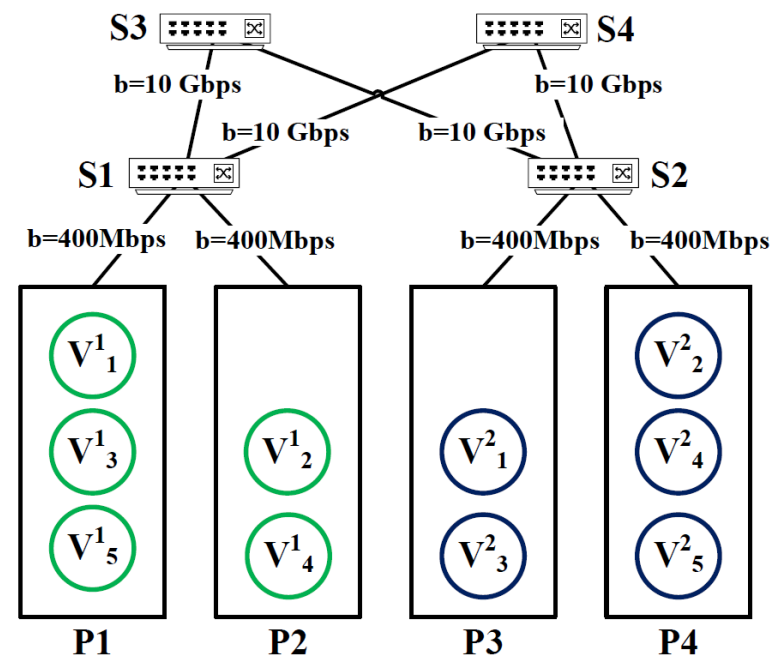 S3 S4
b=10 Gbps b=10 Gbps
b=10 Gbps b=10 Gbps
S1 S2
b=400Mbps b=400Mbps b=400Mbps b=400Mbps
V¹₁ V²₂
V¹₃ V¹₂ V²₁ V²₄
V¹₅ V¹₄ V²₃ V²₅
P1 P2 P3 P4